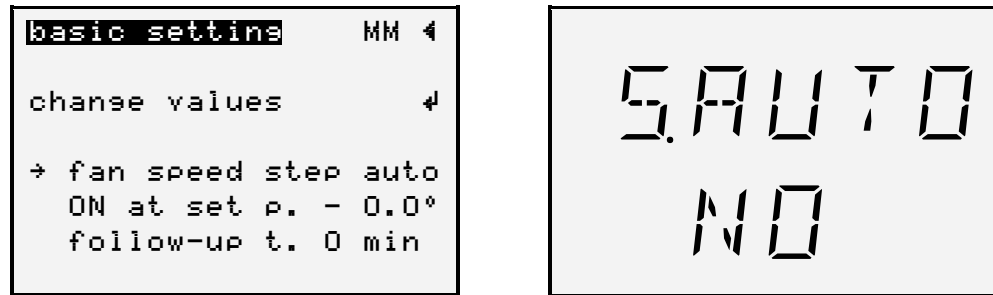 basic setting MM
change values
→ fan speed step auto
ON at set p. - 0.0°
follow-up t. 0 min
S.AUTO
NO